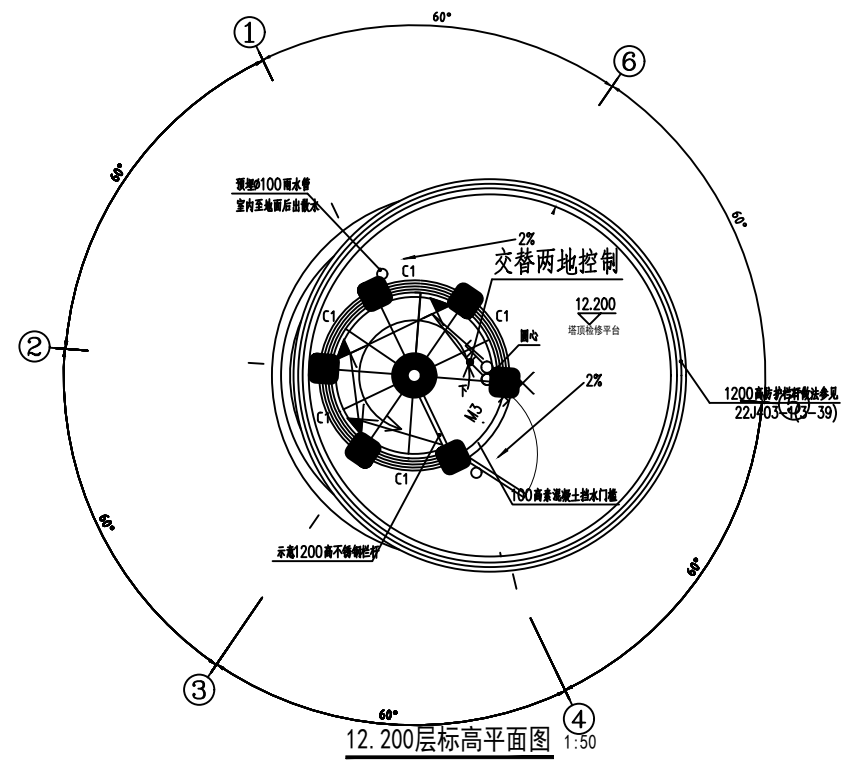 60°
①
⑥
60°
60°
预埋Ø100雨水管
室内至地面后出散水
2%
C1
交替两地控制
12.200
塔顶检修平台
C1
C1
圆心
②
下
2%
1200高防护栏杆做法参见
22J403-1(3-39)
M3
C1
C1
100高素混凝土挡水门槛
60°
示意1200高不锈钢栏杆
60°
③
60°
④
12.200层标高平面图 1:50